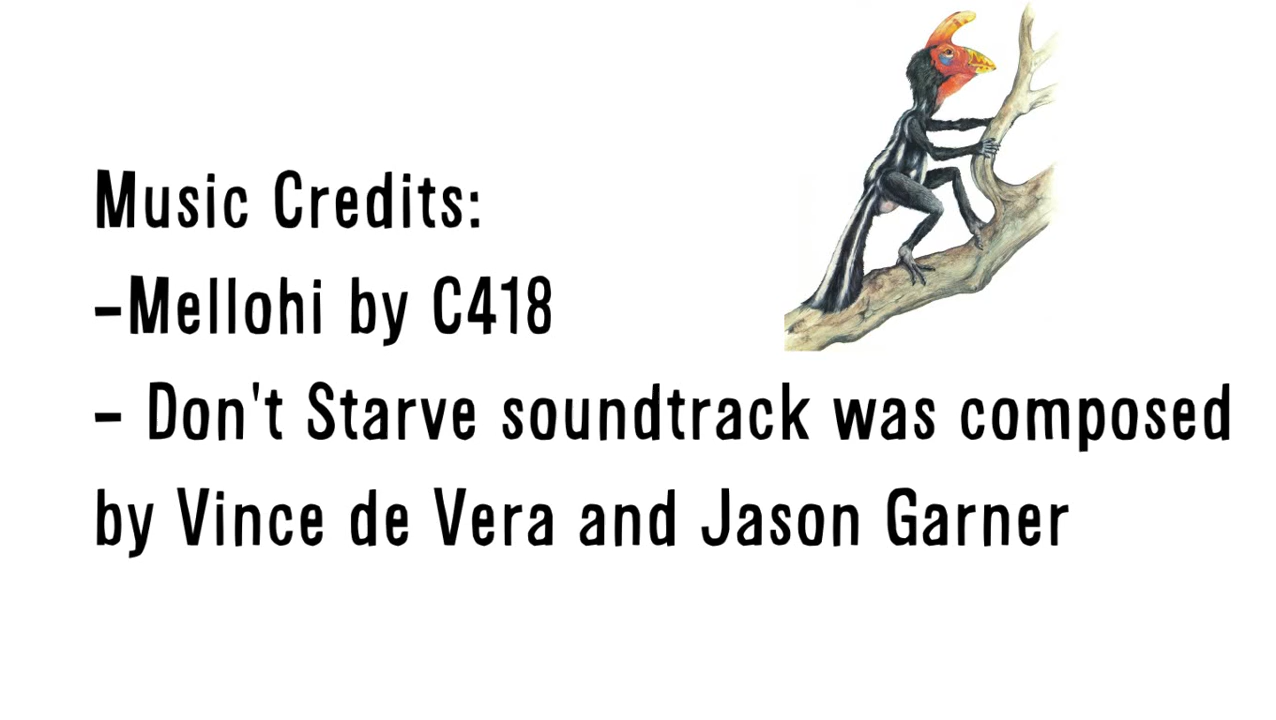 Music Credits:
-Mellohi by C418
- Don't Starve soundtrack was composed
by Vince de Vera and Jason Garner